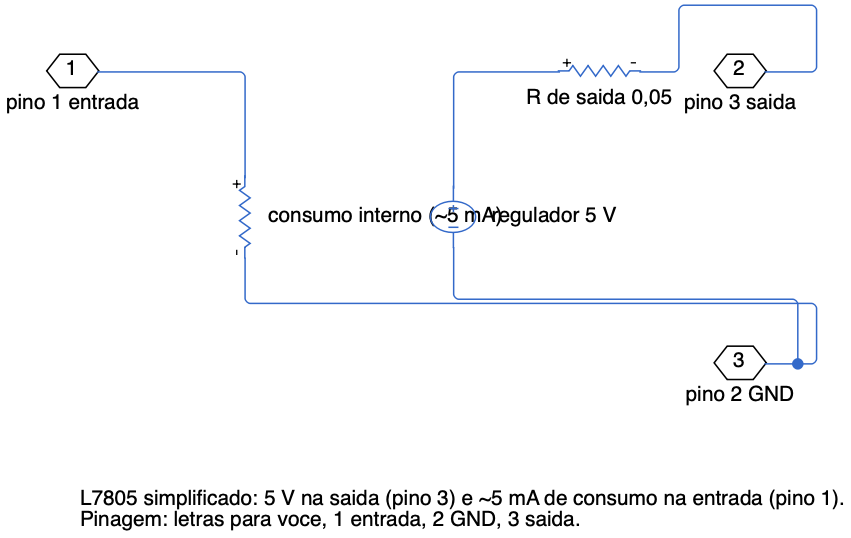 1
pino 1 entrada
+
-
consumo interno (~5 mA)
regulador 5 V
+
-
R de saida 0,05
2
pino 3 saida
3
pino 2 GND
L7805 simplificado: 5 V na saida (pino 3) e ~5 mA de consumo na entrada (pino 1).
Pinagem: letras para voce, 1 entrada, 2 GND, 3 saida.